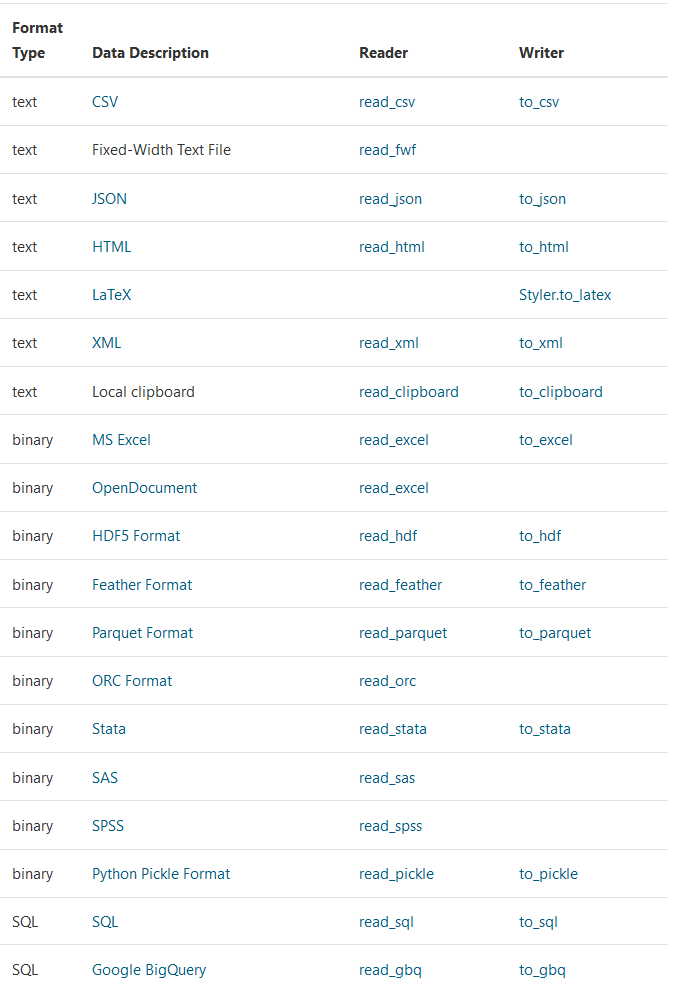 Format
Type Data Description Reader Writer
text CSV read_csv to_csv
text Fixed-Width Text File read_fwf
text JSON read_json to_json
text HTML read_html to_html
text LaTeX Styler.to_latex
text XML read_xml to_xml
text Local clipboard read_clipboard to_clipboard
binary MS Excel read_excel to_excel
binary OpenDocument read_excel
binary HDF5 Format read_hdf to_hdf
binary Feather Format read_feather to_feather
binary Parquet Format read_parquet to_parquet
binary ORC Format read_orc
binary Stata read_stata to_stata
binary SAS read_sas
binary SPSS read_spss
binary Python Pickle Format read_pickle to_pickle
SQL SQL read_sql to_sql
SQL Google BigQuery read_gbq to_gbq